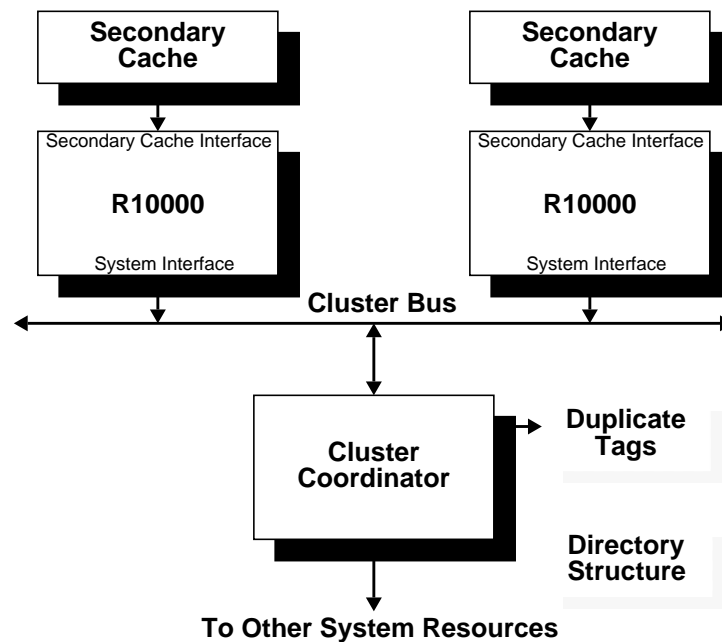 Secondary
Cache
Secondary
Cache
Secondary Cache Interface
R10000
System Interface
Secondary Cache Interface
R10000
System Interface
Cluster Bus
Cluster
Coordinator
Duplicate
Tags
Directory
Structure
To Other System Resources